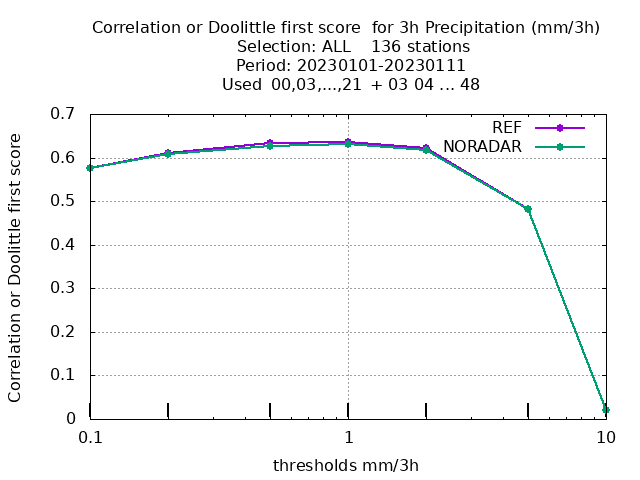 Correlation or Doolittle first score  for 3h Precipitation (mm/3h)
Selection: ALL    136 stations
Period: 20230101-20230111
Used  00,03,...,21  + 03 04 ... 48
Correlation or Doolittle first score
0.7
0.6
0.5
0.4
0.3
0.2
0.1
0
REF
NORADAR
0.1 1 10
thresholds mm/3h